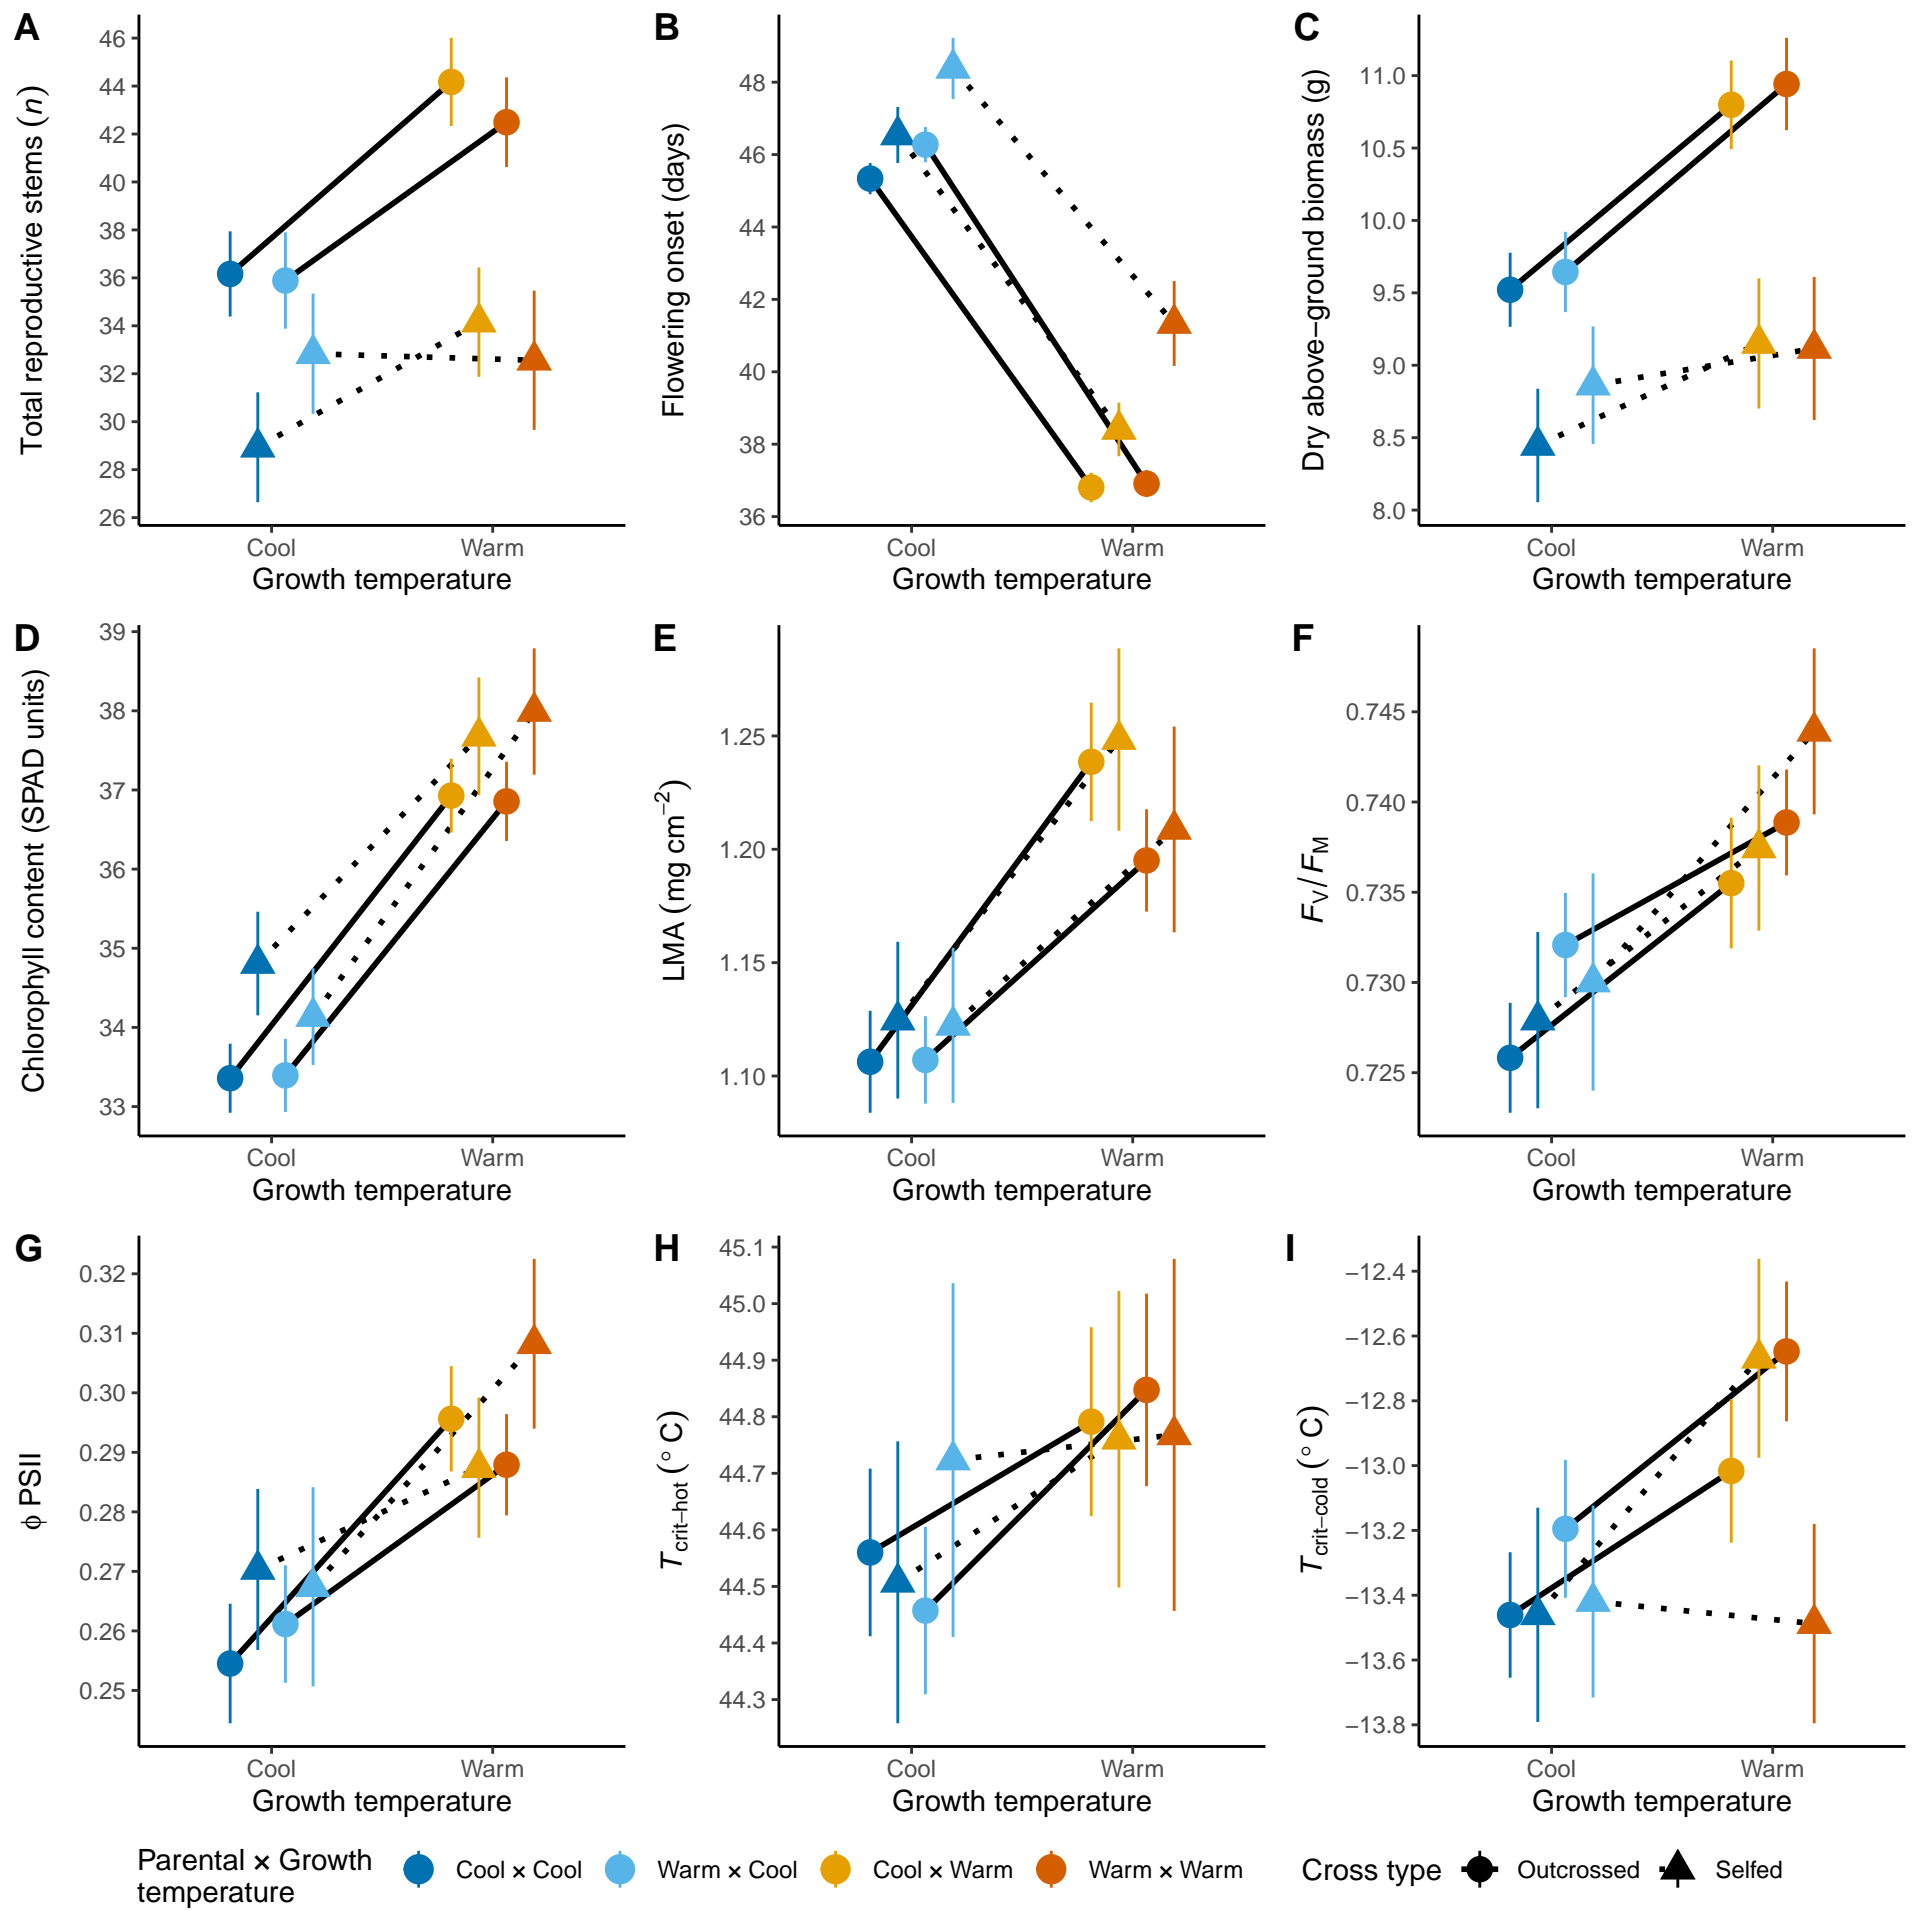 A
Total reproductive stems (n)
46
44
42
40
38
36
34
32
30
28
26
Cool
Warm
Growth temperature
B
Flowering onset (days)
48
46
44
42
40
38
36
Cool
Warm
Growth temperature
C
Dry above−ground biomass (g)
11.0
10.5
10.0
9.5
9.0
8.5
8.0
Cool
Warm
Growth temperature
D
Chlorophyll content (SPAD units)
39
38
37
36
35
34
33
Cool
Warm
Growth temperature
E
LMA (mg cm−2)
1.25
1.20
1.15
1.10
Cool
Warm
Growth temperature
F
FV/FM
0.745
0.740
0.735
0.730
0.725
Cool
Warm
Growth temperature
G
ϕ PSII
0.32
0.31
0.30
0.29
0.28
0.27
0.26
0.25
Cool
Warm
Growth temperature
H
Tcrit−hot (° C)
45.1
45.0
44.9
44.8
44.7
44.6
44.5
44.4
44.3
Cool
Warm
Growth temperature
I
Tcrit−cold (° C)
−12.4
−12.6
−12.8
−13.0
−13.2
−13.4
−13.6
−13.8
Cool
Warm
Growth temperature
Parental × Growth
temperature
Cool × Cool
Warm × Cool
Cool × Warm
Warm × Warm
Cross type
Outcrossed
Selfed